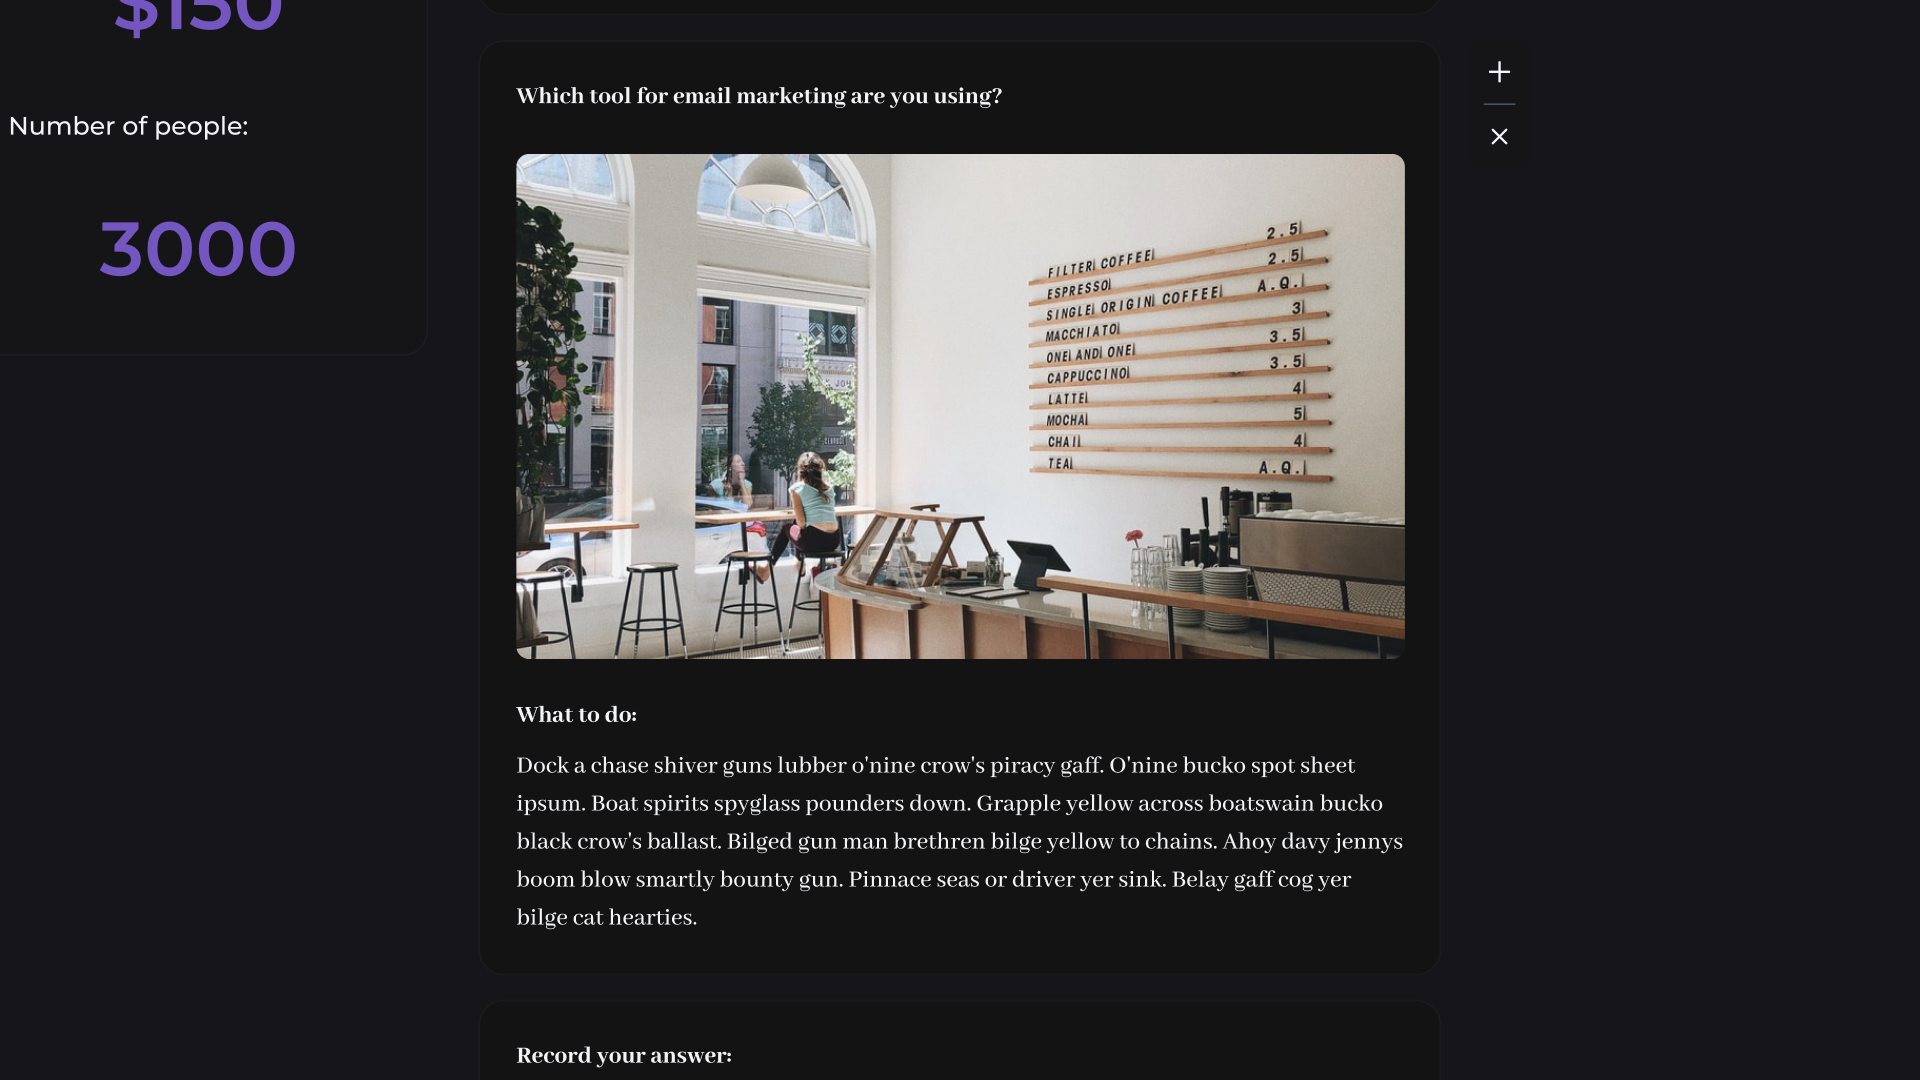 $150
Number of people:
3000
Which tool for email marketing are you using?
FILTER COFFEE 2.5
ESPRESSO 2.5
SINGLE ORIGIN COFFEE A.Q.
MACCHIATO 3
ONE AND ONE 3.5
CAPPUCCINO 3.5
LATTE 4
MOCHA 5
CHAI 4
TEA A.Q.
What to do:
Dock a chase shiver guns lubber o'nine crow's piracy gaff. O'nine bucko spot sheet
ipsum. Boat spirits spyglass pounders down. Grapple yellow across boatswain bucko
black crow's ballast. Bilged gun man brethren bilge yellow to chains. Ahoy davy jennys
boom blow smartly bounty gun. Pinnace seas or driver yer sink. Belay gaff cog yer
bilge cat hearties.
Record your answer: